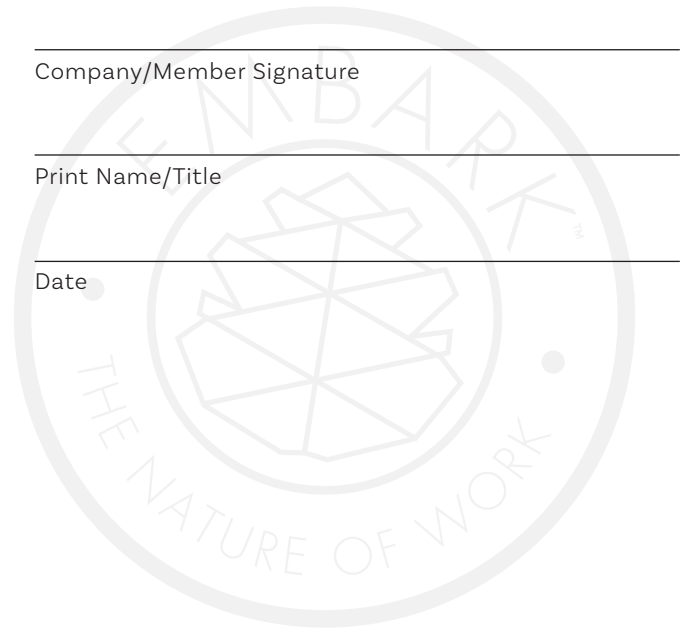 Company/Member Signature
Print Name/Title
Date
EMBARK™
THE NATURE OF WORK